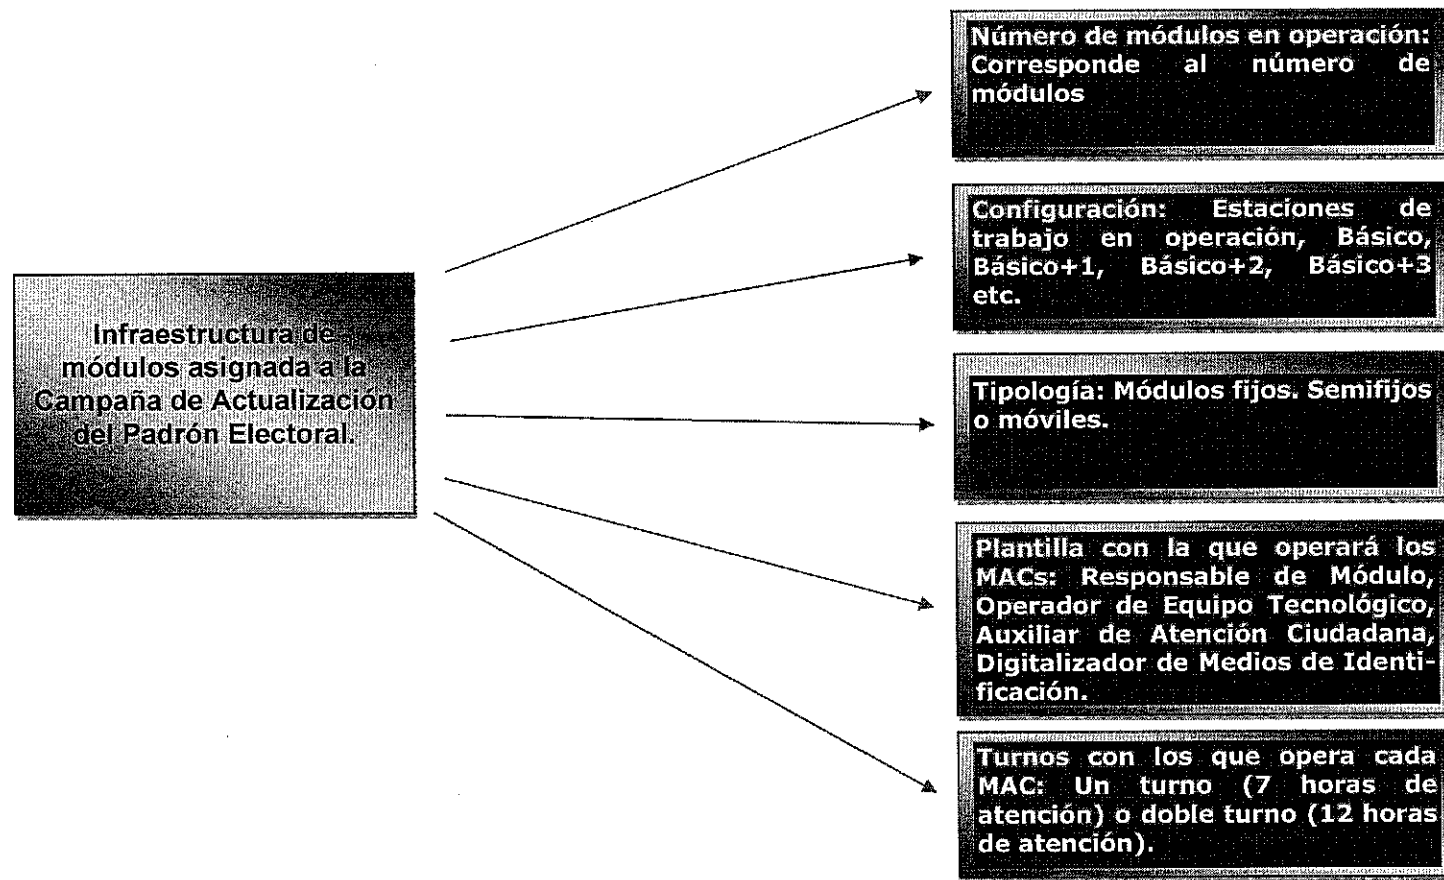 Infraestructura de
módulos asignada a la
Campaña de Actualización
del Padrón Electoral.
Número de módulos en operación:
Corresponde al número de
módulos
Configuración: Estaciones de
trabajo en operación, Básico,
Básico+1, Básico+2, Básico+3
etc.
Tipología: Módulos fijos. Semifijos
o móviles.
Plantilla con la que operará los
MACs: Responsable de Módulo,
Operador de Equipo Tecnológico,
Auxiliar de Atención Ciudadana,
Digitalizador de Medios de Identi-
ficación.
Turnos con los que opera cada
MAC: Un turno (7 horas de
atención) o doble turno (12 horas
de atención).